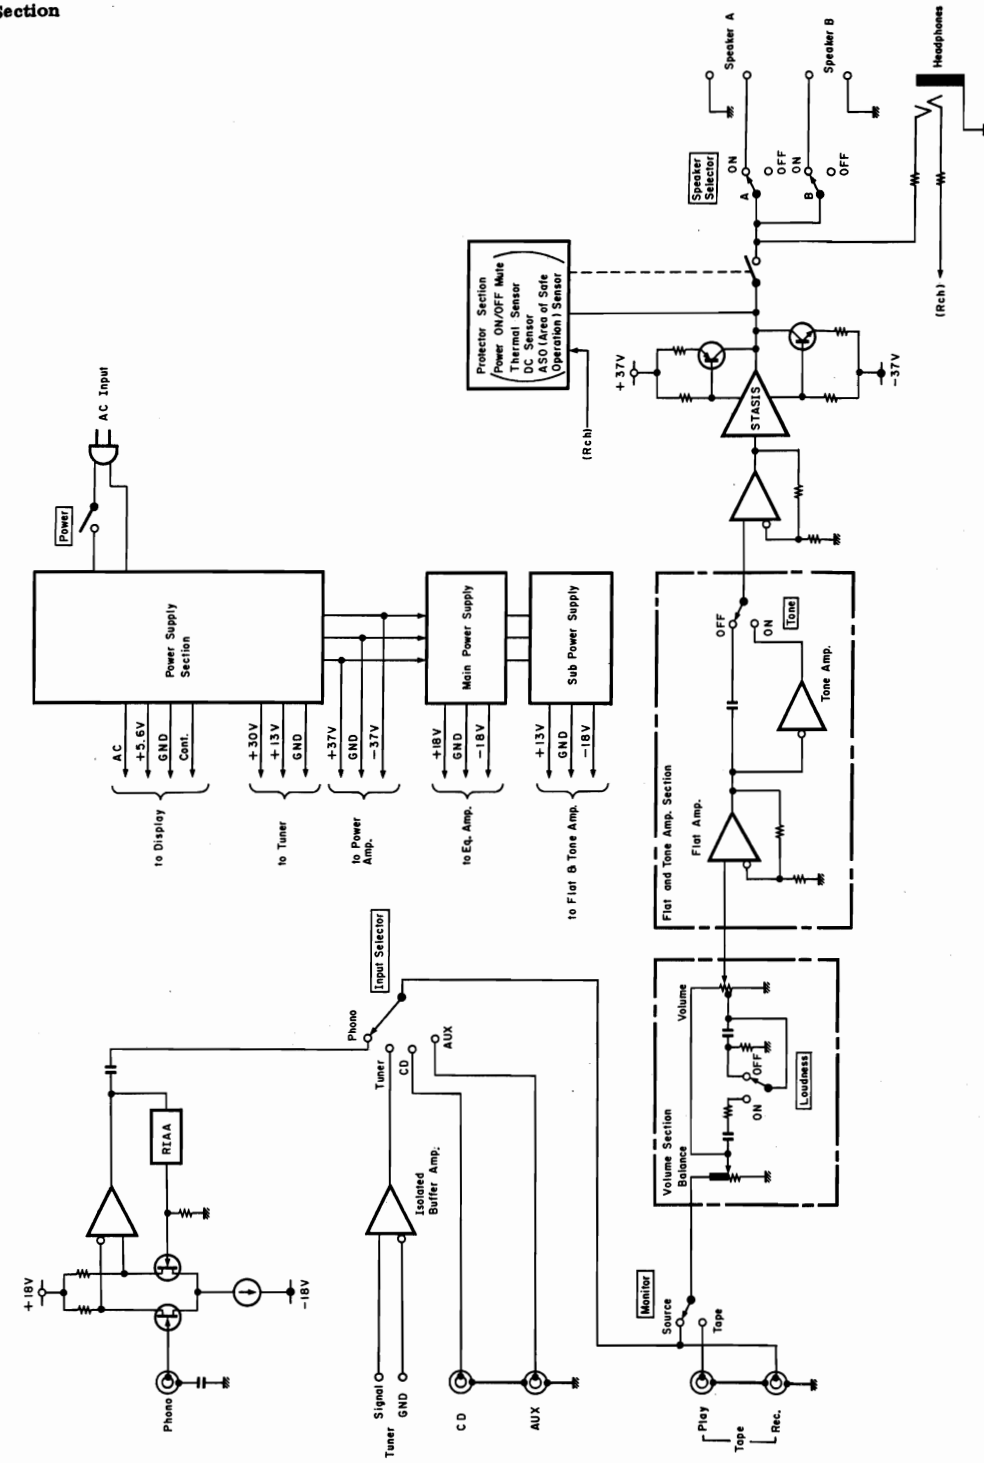 Section
AC Input
Power
Power Supply
Section
AC
+5.6V
GND
Cont.
to Display
+30V
+13V
GND
to Tuner
+37V
GND
-37V
to Power
Amp.
Main Power Supply
+18V
GND
-18V
to Eq. Amp.
Sub Power Supply
+13V
GND
-18V
to Flat & Tone Amp.
+18V
-18V
Phono
RIAA
Input Selector
Phono
Tuner
CD
AUX
Isolated
Buffer Amp.
Signal
GND
Tuner
CD
AUX
Monitor
Source
Tape
Play
Rec.
Tape
Volume Section
Balance
Volume
Loudness
ON
OFF
Flat and Tone Amp. Section
Flat Amp.
Tone Amp.
Tone
OFF
ON
STASIS
+37V
-37V
Protector Section
(Power ON/OFF Mute
Thermal Sensor
DC Sensor
ASO (Area of Safe
Operation) Sensor)
(Rch)
Speaker
Selector
A
ON
OFF
B
ON
OFF
Speaker A
Speaker B
Headphones
(Rch)